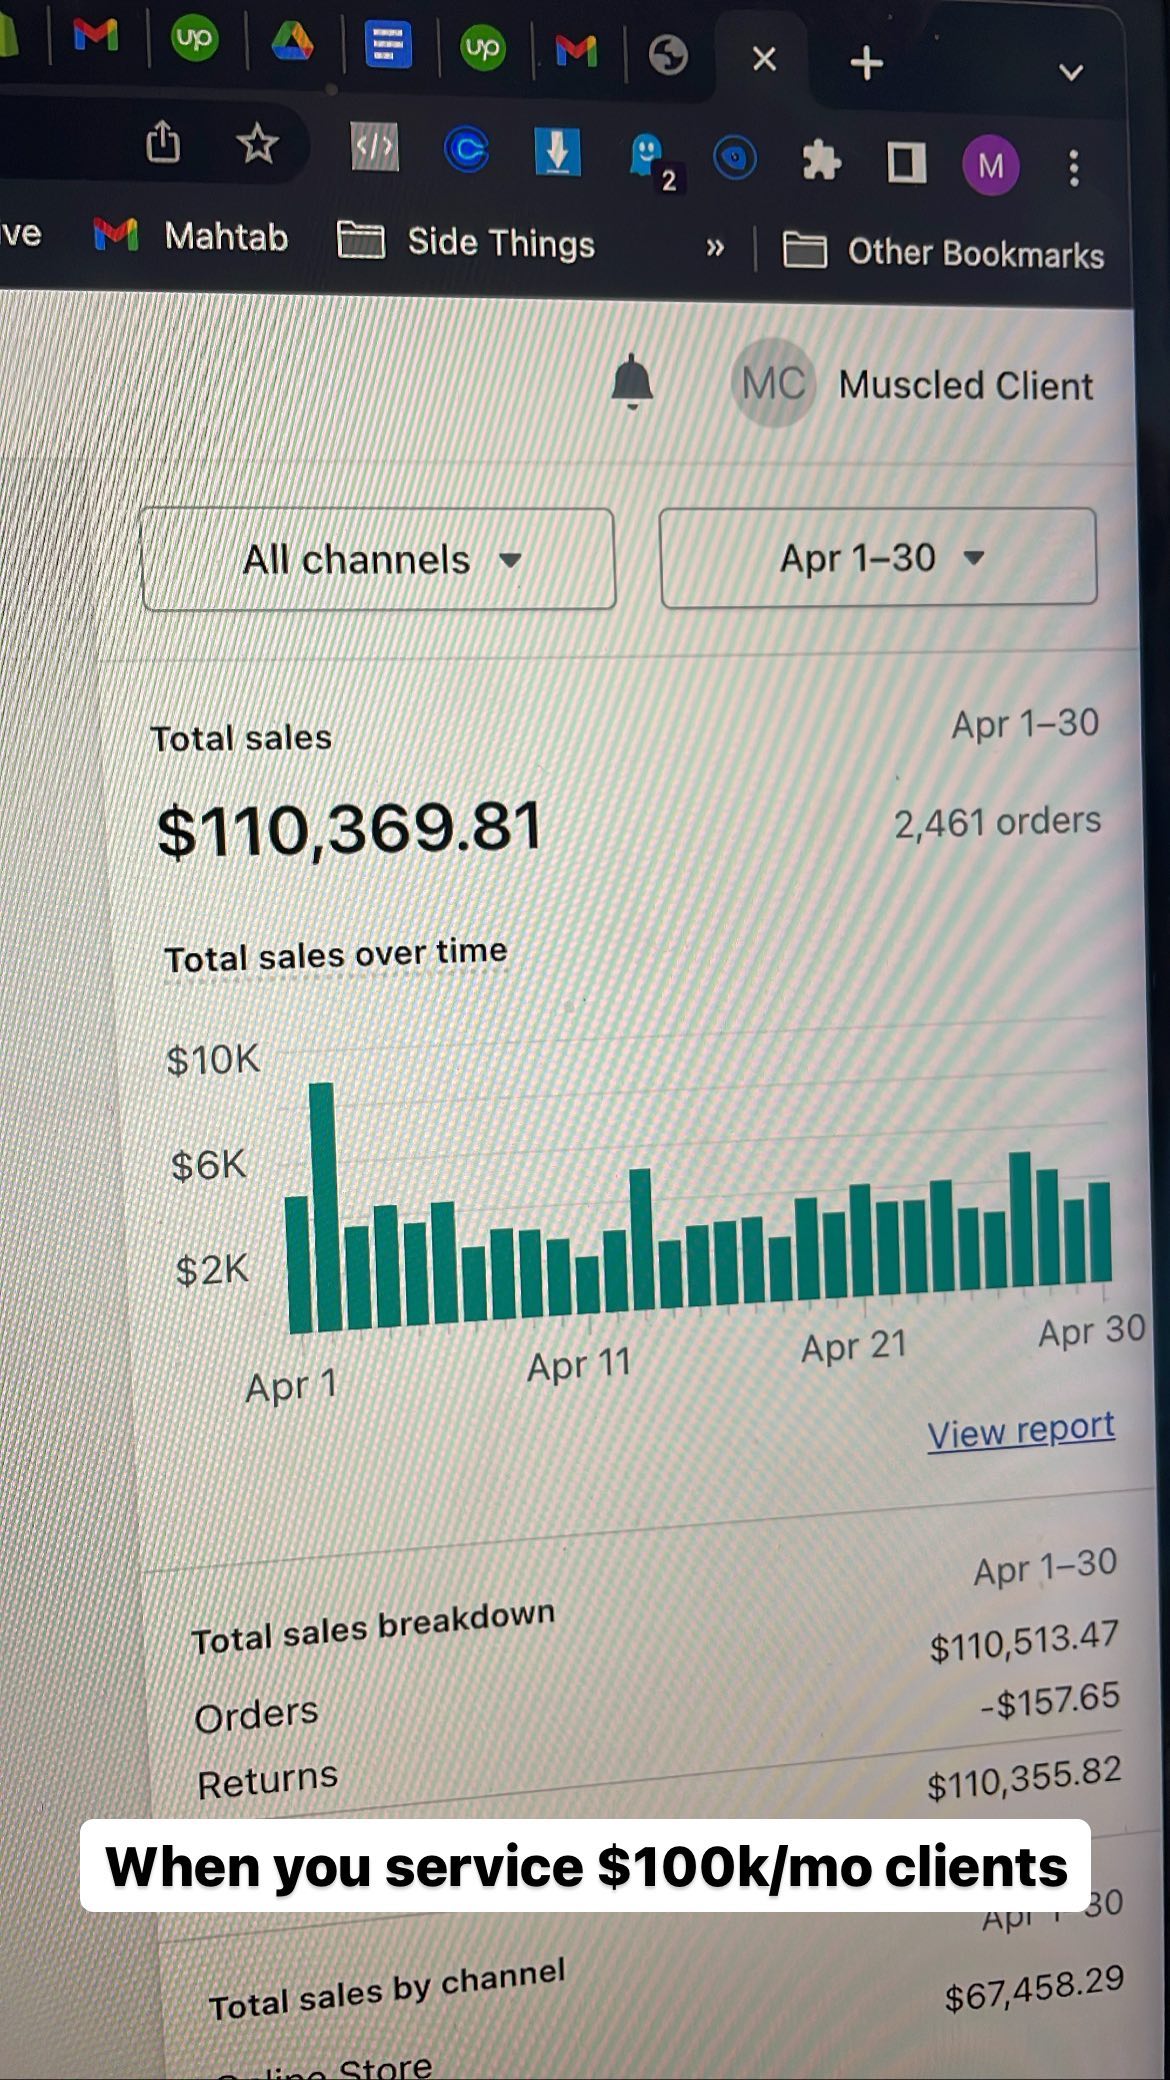 up
up
</>
2
M
ve
Mahtab
Side Things
»
Other Bookmarks
MC
Muscled Client
All channels
Apr 1–30
Total sales
Apr 1–30
$110,369.81
2,461 orders
Total sales over time
$10K
$6K
$2K
Apr 1
Apr 11
Apr 21
Apr 30
View report
Apr 1–30
Total sales breakdown
$110,513.47
Orders
-$157.65
Returns
$110,355.82
When you service $100k/mo clients
30
Total sales by channel
$67,458.29
Store